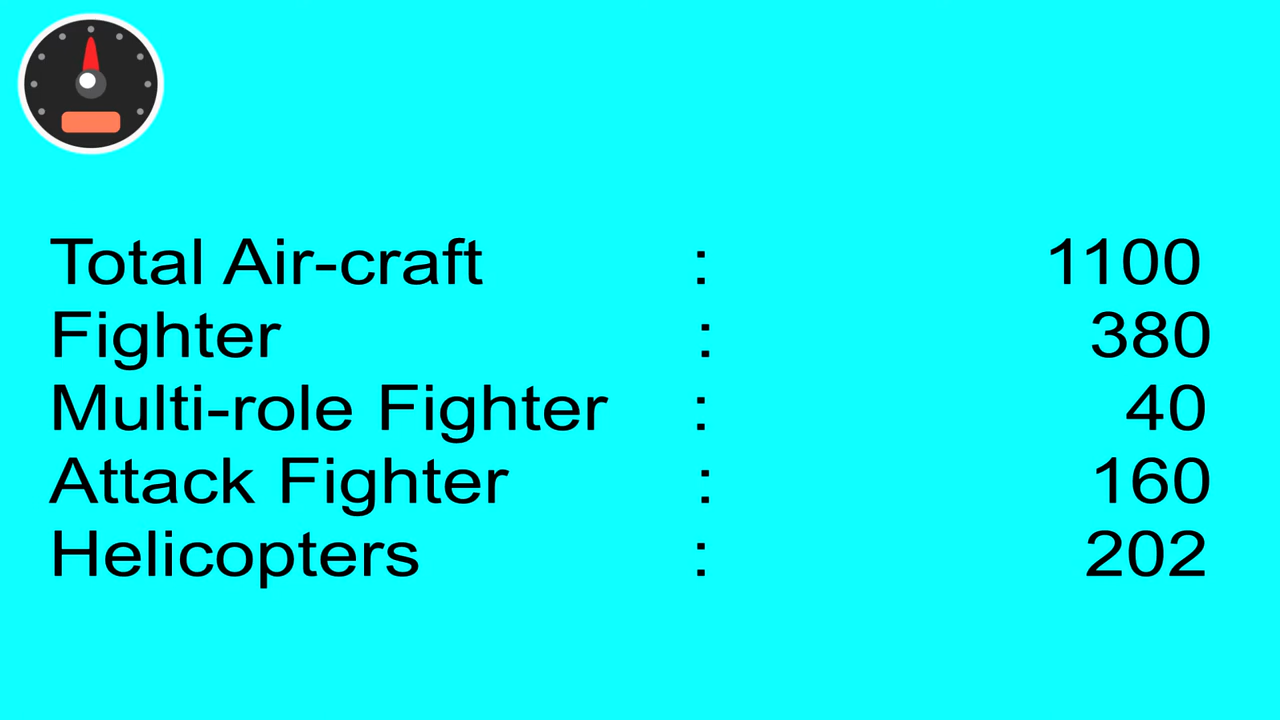 Total Air-craft : 1100
Fighter : 380
Multi-role Fighter : 40
Attack Fighter : 160
Helicopters : 202